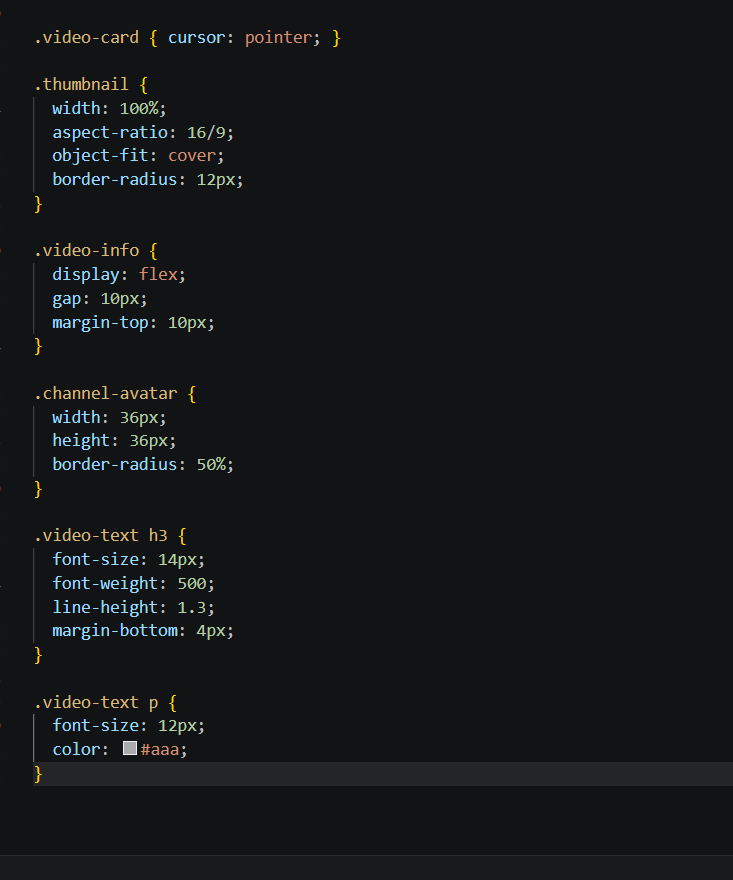 .video-card { cursor: pointer; }
.thumbnail {
width: 100%;
aspect-ratio: 16/9;
object-fit: cover;
border-radius: 12px;
}
.video-info {
display: flex;
gap: 10px;
margin-top: 10px;
}
.channel-avatar {
width: 36px;
height: 36px;
border-radius: 50%;
}
.video-text h3 {
font-size: 14px;
font-weight: 500;
line-height: 1.3;
margin-bottom: 4px;
}
.video-text p {
font-size: 12px;
color: #aaa;
}